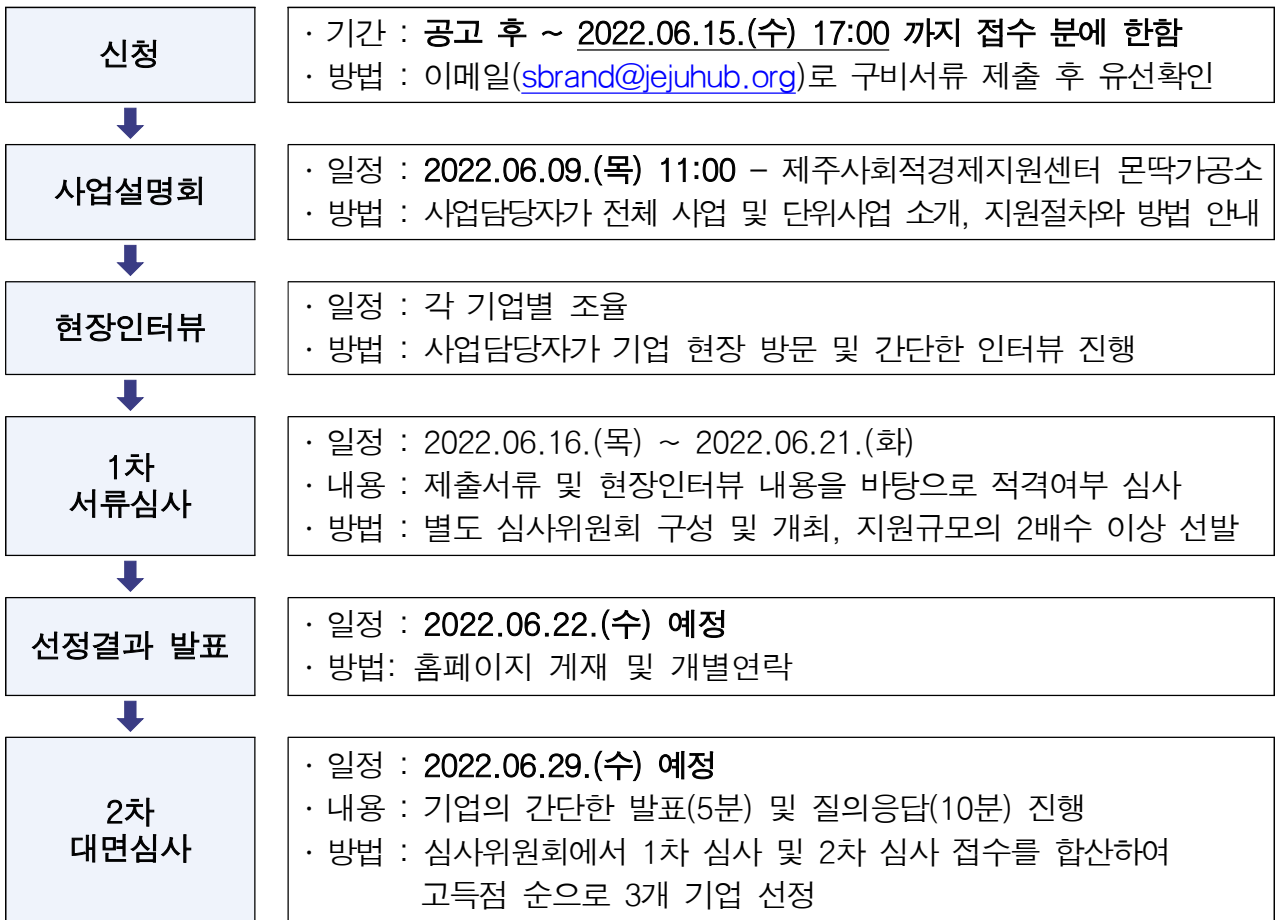 신청
· 기간 : 공고 후 ~ 2022.06.15.(수) 17:00 까지 접수 분에 한함
· 방법 : 이메일(sbrand@jejuhub.org)로 구비서류 제출 후 유선확인
사업설명회
· 일정 : 2022.06.09.(목) 11:00 – 제주사회적경제지원센터 몬딱가공소
· 방법 : 사업담당자가 전체 사업 및 단위사업 소개, 지원절차와 방법 안내
현장인터뷰
· 일정 : 각 기업별 조율
· 방법 : 사업담당자가 기업 현장 방문 및 간단한 인터뷰 진행
1차
서류심사
· 일정 : 2022.06.16.(목) ~ 2022.06.21.(화)
· 내용 : 제출서류 및 현장인터뷰 내용을 바탕으로 적격여부 심사
· 방법 : 별도 심사위원회 구성 및 개최, 지원규모의 2배수 이상 선발
선정결과 발표
· 일정 : 2022.06.22.(수) 예정
· 방법: 홈페이지 게재 및 개별연락
2차
대면심사
· 일정 : 2022.06.29.(수) 예정
· 내용 : 기업의 간단한 발표(5분) 및 질의응답(10분) 진행
· 방법 : 심사위원회에서 1차 심사 및 2차 심사 접수를 합산하여
고득점 순으로 3개 기업 선정